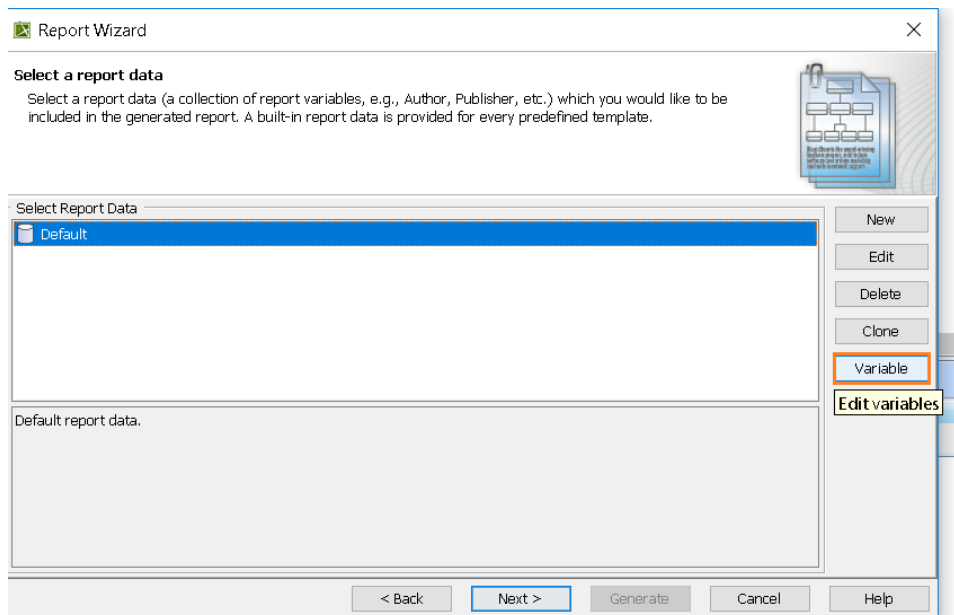 Report Wizard
Select a report data
Select a report data (a collection of report variables, e.g., Author, Publisher, etc.) which you would like to be
included in the generated report. A built-in report data is provided for every predefined template.
Select Report Data
Default
New
Edit
Delete
Clone
Variable
Edit variables
Default report data.
< Back
Next >
Generate
Cancel
Help